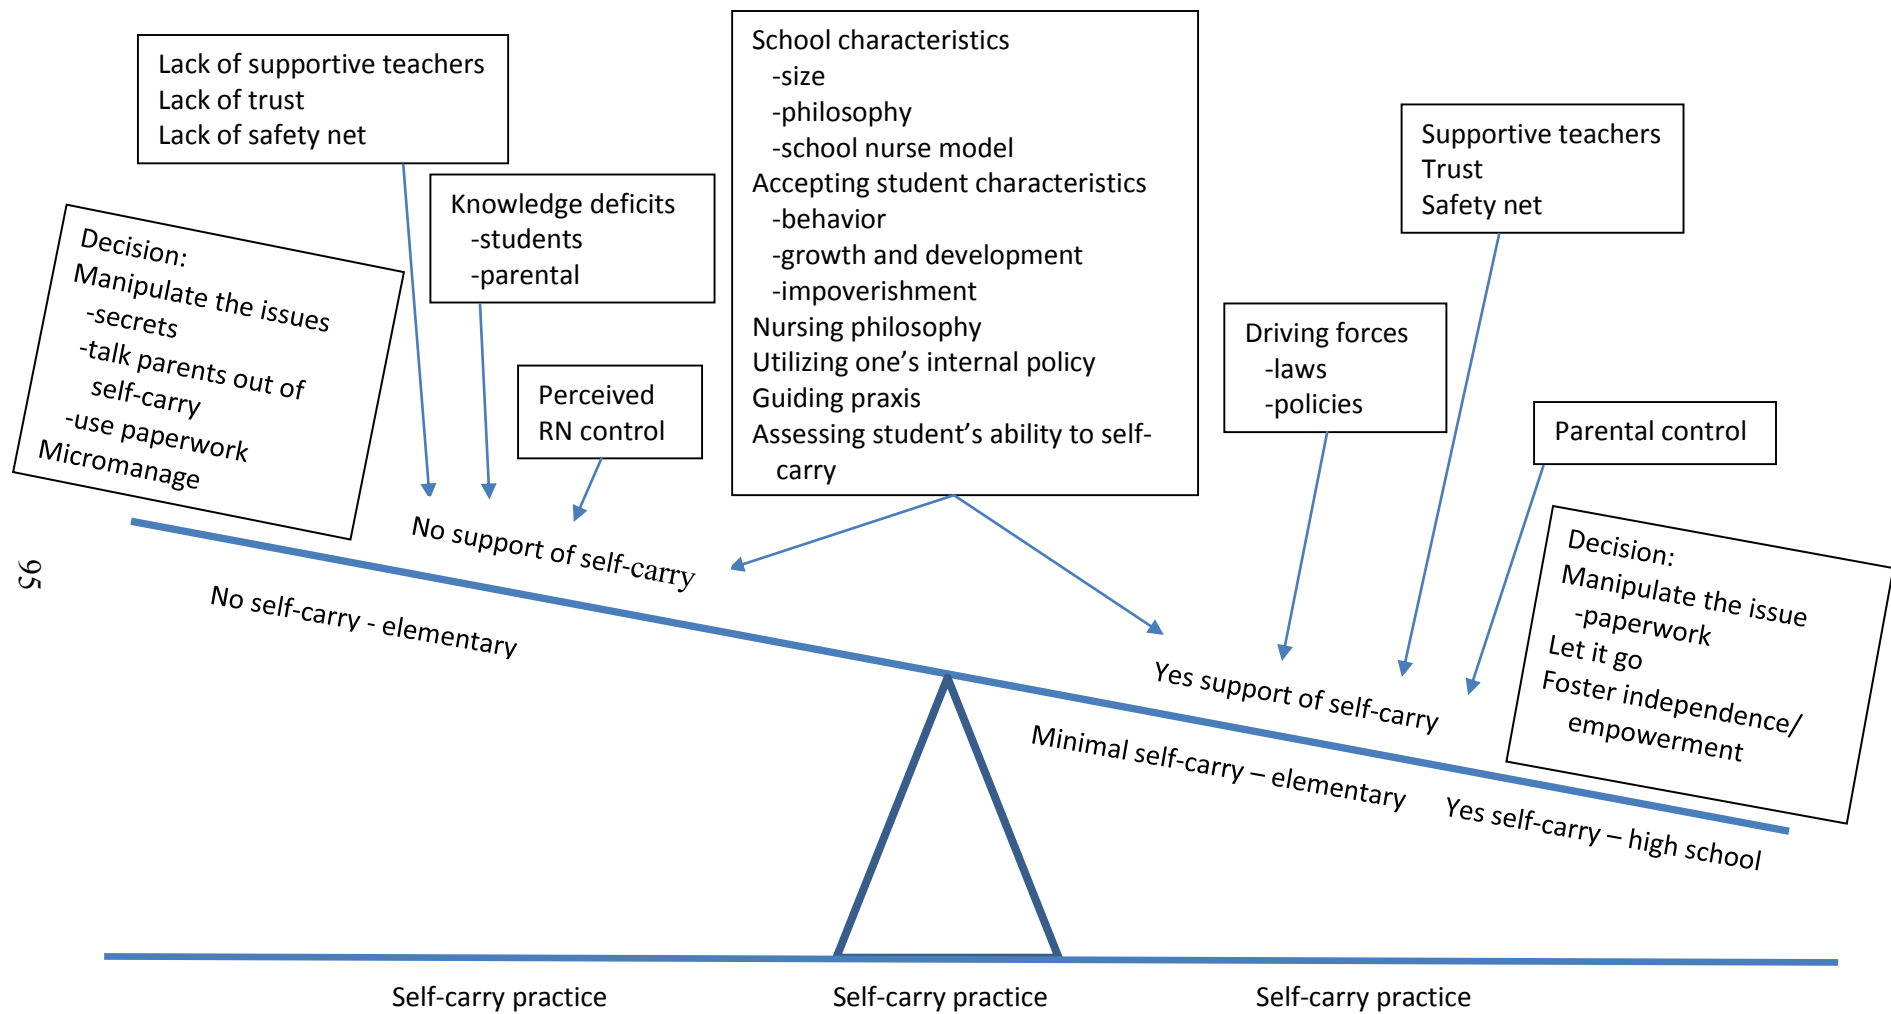 Lack of supportive teachers
Lack of trust
Lack of safety net
Knowledge deficits
-students
-parental
Perceived
RN control
Decision:
Manipulate the issues
-secrets
-talk parents out of
self-carry
-use paperwork
Micromanage
School characteristics
-size
-philosophy
-school nurse model
Accepting student characteristics
-behavior
-growth and development
-impoverishment
Nursing philosophy
Utilizing one’s internal policy
Guiding praxis
Assessing student’s ability to self-
carry
Supportive teachers
Trust
Safety net
Driving forces
-laws
-policies
Parental control
Decision:
Manipulate the issue
-paperwork
Let it go
Foster independence/
empowerment
No support of self-carry
No self-carry - elementary
Yes support of self-carry
Minimal self-carry – elementary
Yes self-carry – high school
95
Self-carry practice
Self-carry practice
Self-carry practice